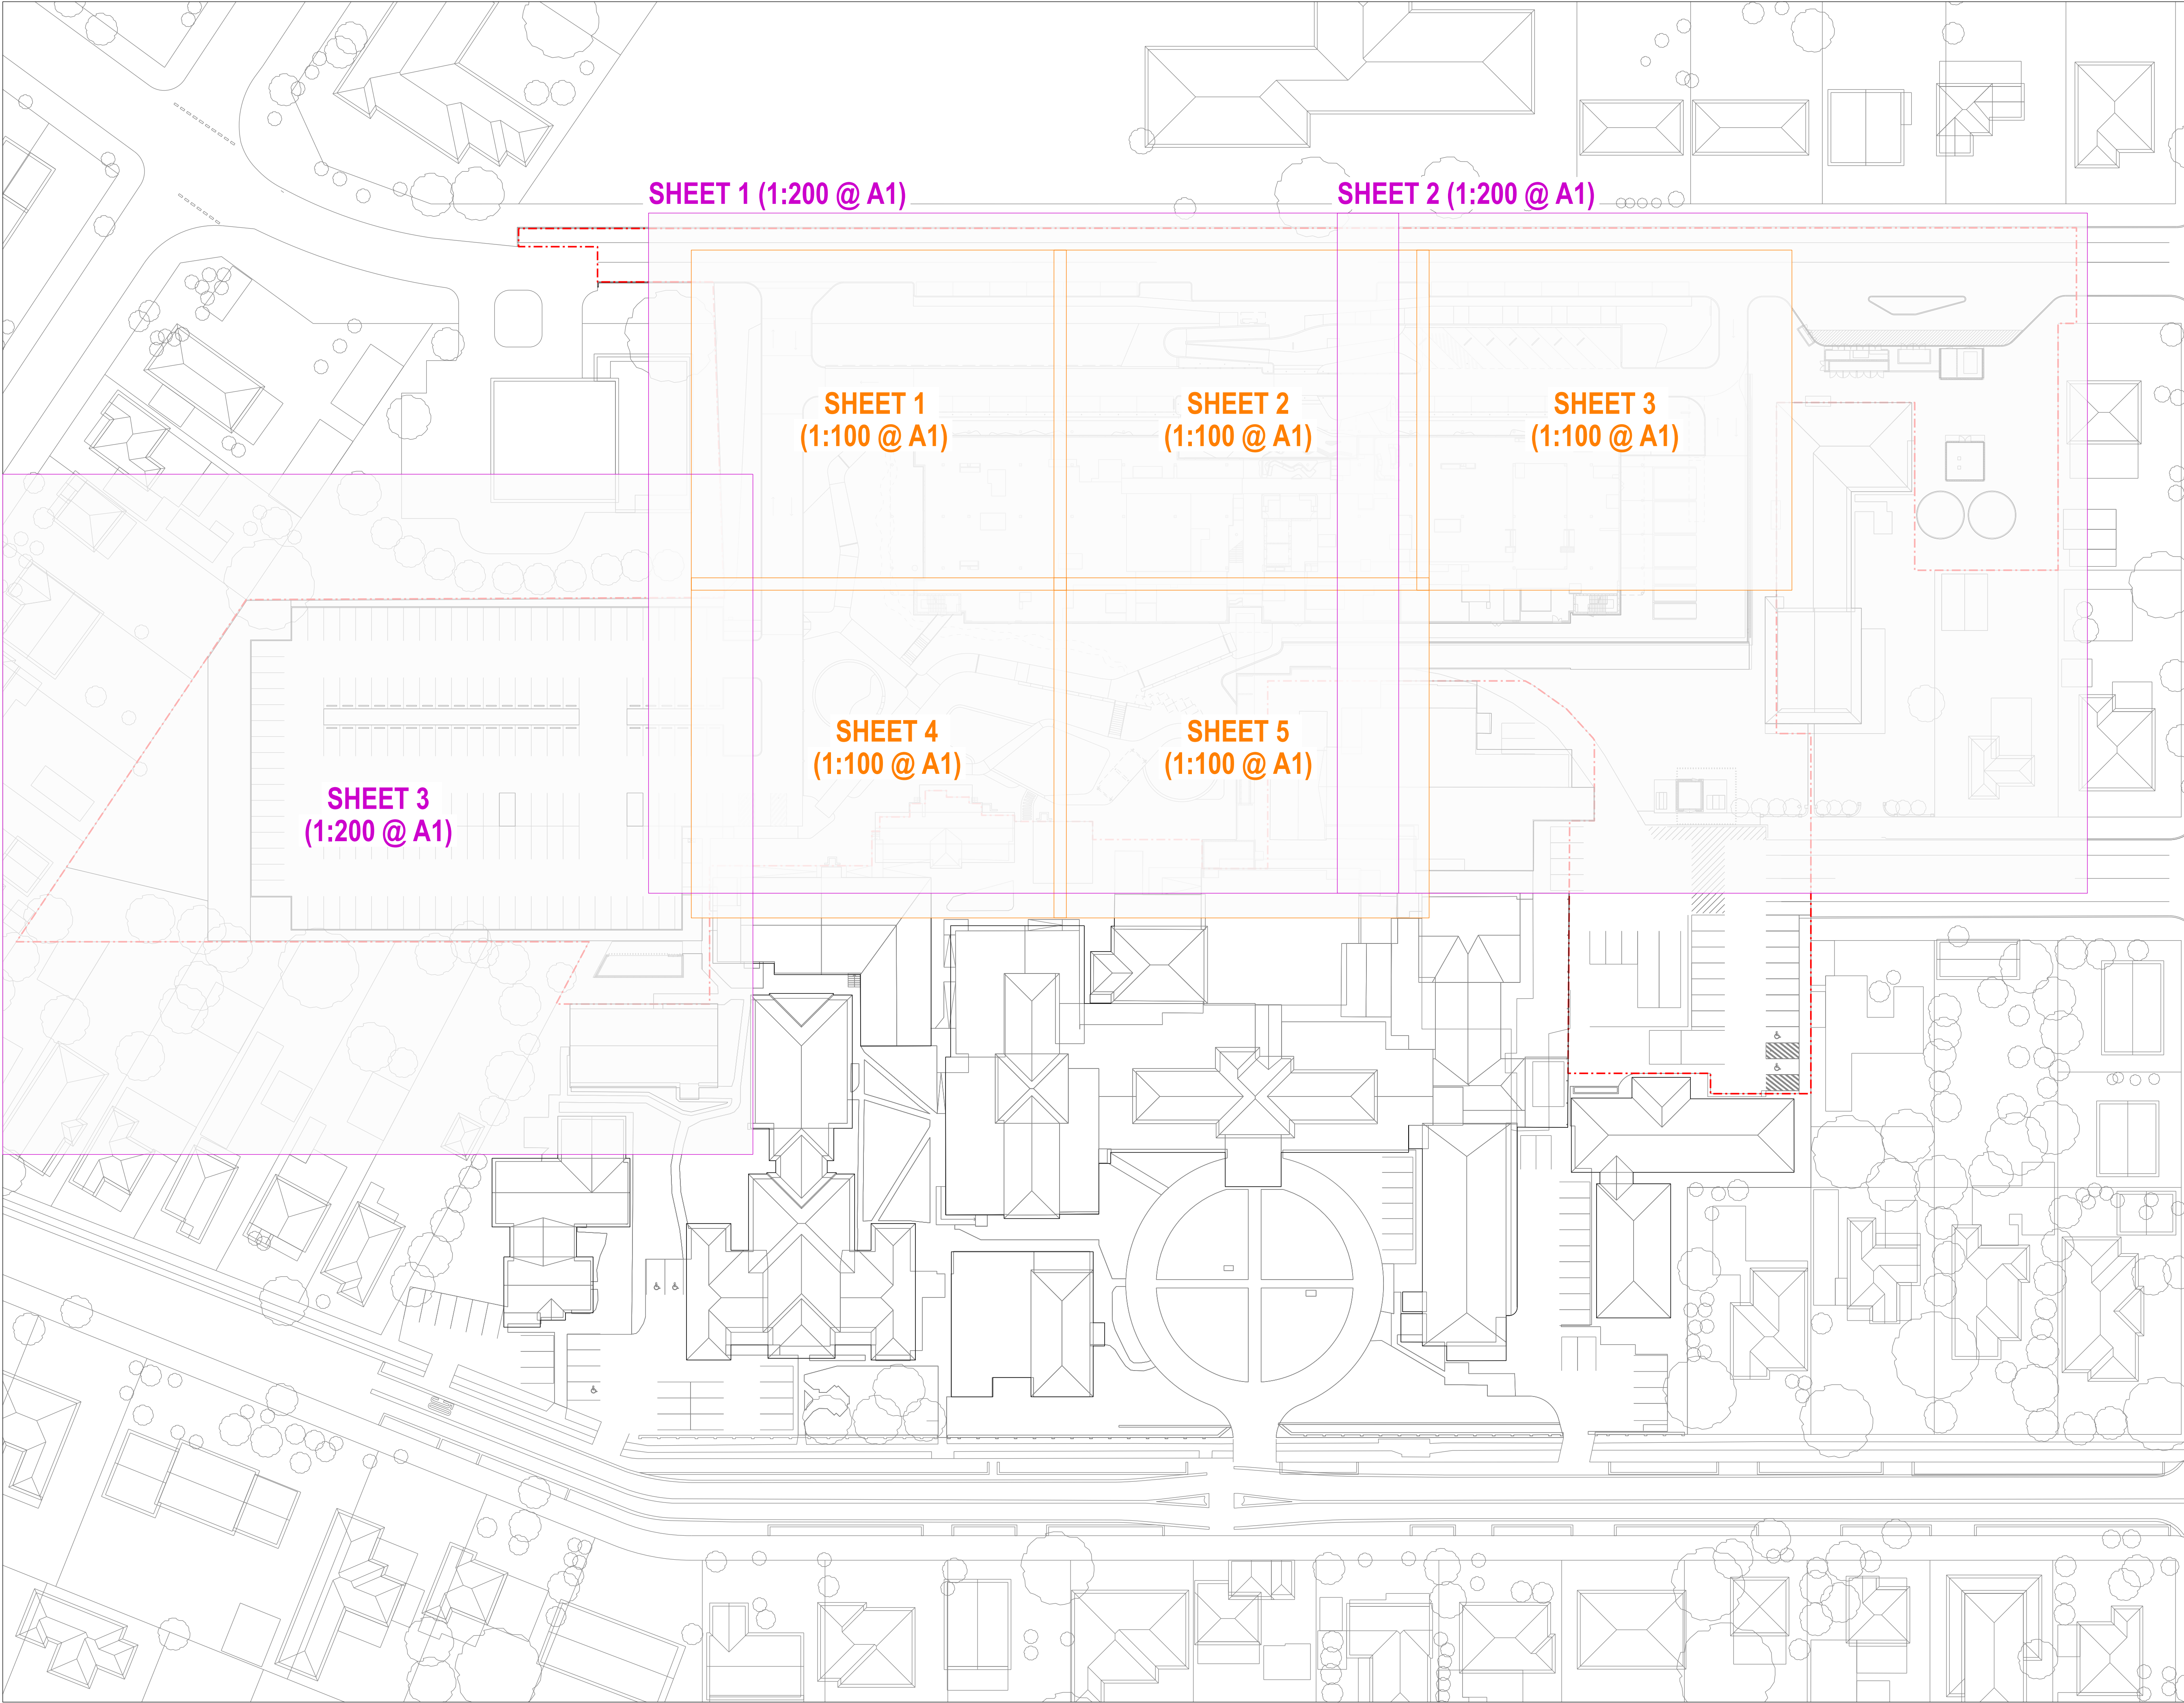 SHEET 1 (1:200 @ A1)
SHEET 2 (1:200 @ A1)
SHEET 1
(1:100 @ A1)
SHEET 2
(1:100 @ A1)
SHEET 3
(1:100 @ A1)
SHEET 4
(1:100 @ A1)
SHEET 5
(1:100 @ A1)
SHEET 3
(1:200 @ A1)